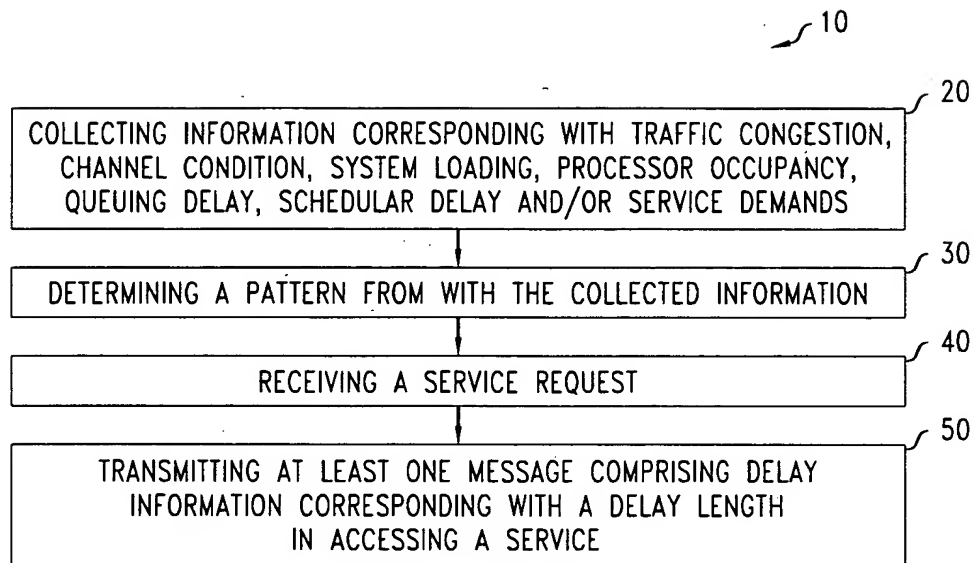 10
20
COLLECTING INFORMATION CORRESPONDING WITH TRAFFIC CONGESTION,
CHANNEL CONDITION, SYSTEM LOADING, PROCESSOR OCCUPANCY,
QUEUING DELAY, SCHEDULAR DELAY AND/OR SERVICE DEMANDS
30
DETERMINING A PATTERN FROM WITH THE COLLECTED INFORMATION
40
RECEIVING A SERVICE REQUEST
50
TRANSMITTING AT LEAST ONE MESSAGE COMPRISING DELAY
INFORMATION CORRESPONDING WITH A DELAY LENGTH
IN ACCESSING A SERVICE